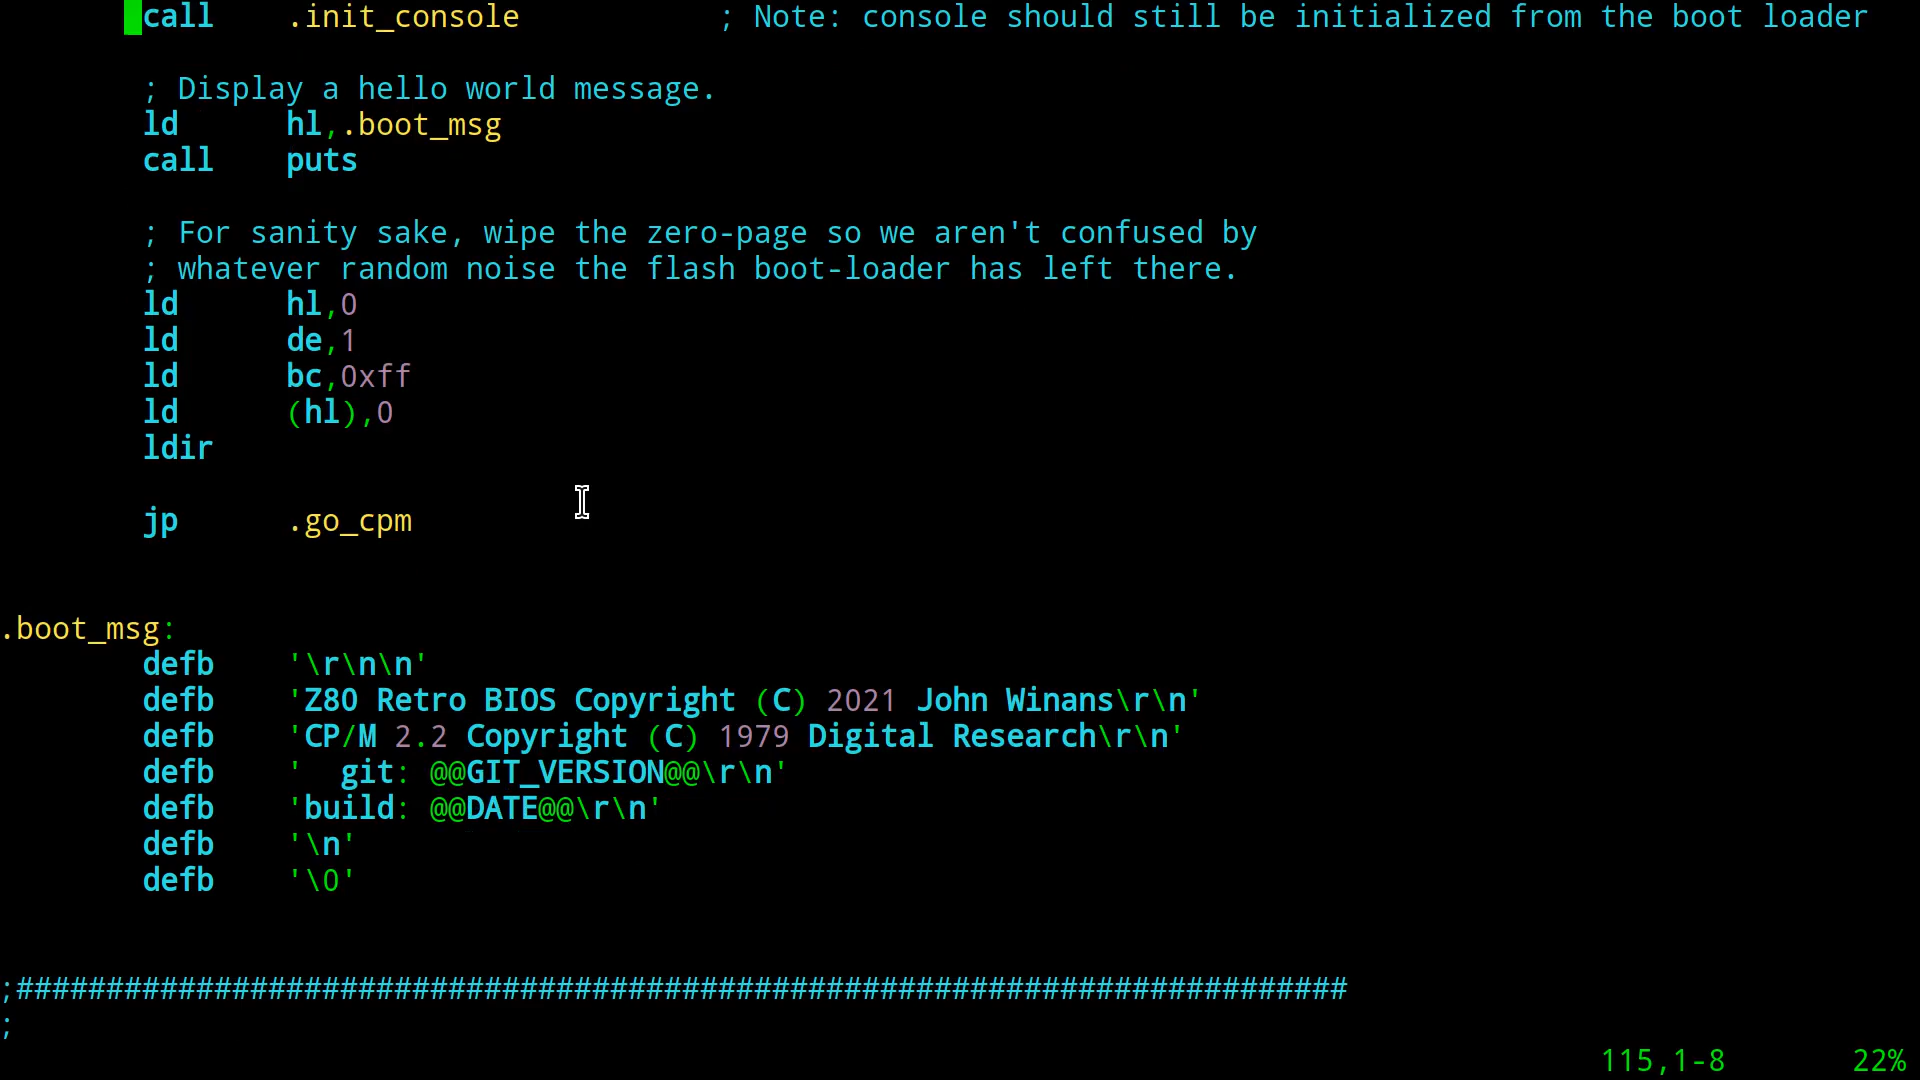 call    .init_console           ; Note: console should still be initialized from the boot loader
; Display a hello world message.
ld      hl,.boot_msg
call    puts
; For sanity sake, wipe the zero-page so we aren't confused by
; whatever random noise the flash boot-loader has left there.
ld      hl,0
ld      de,1
ld      bc,0xff
ld      (hl),0
ldir
jp      .go_cpm
.boot_msg:
defb    '\r\n\n'
defb    'Z80 Retro BIOS Copyright (C) 2021 John Winans\r\n'
defb    'CP/M 2.2 Copyright (C) 1979 Digital Research\r\n'
defb    '  git: @@GIT_VERSION@@\r\n'
defb    'build: @@DATE@@\r\n'
defb    '\n'
defb    '\0'
;##########################################################################
;
115,1-8       22%